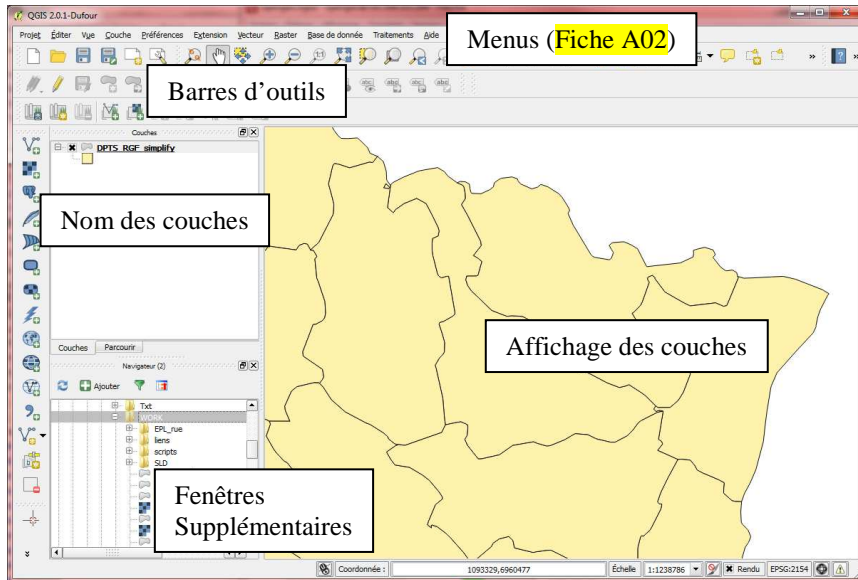 QGIS 2.0.1-Dufour
Projet Éditer Vue Couche Préférences Extension Vecteur Raster Base de donnée Traitements Aide
Menus (Fiche A02)
Barres d'outils
Couches
DPTS_RGF_simplify
Nom des couches
Affichage des couches
Couches Parcourir
Navigateur (2)
Ajouter
Txt
WORK
EPL_rue
liens
scripts
SLD
Fenêtres
Supplémentaires
Coordonnée : 1093329,6960477 Échelle 1:1238786 Rendu EPSG:2154